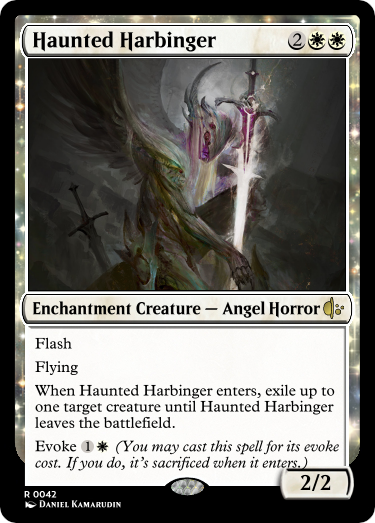 Haunted Harbinger 2
Enchantment Creature — Angel Horror
Flash
Flying
When Haunted Harbinger enters, exile up to
one target creature until Haunted Harbinger
leaves the battlefield.
Evoke 1 (You may cast this spell for its evoke
cost. If you do, it's sacrificed when it enters.)
2/2
R 0042
Daniel Kamarudin